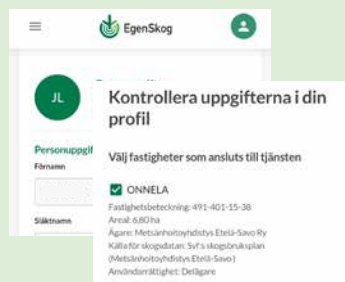 EgenSkog
JL
Personuppgif
Förnamn
Släktnamn
Kontrollera uppgifterna i din
profil
Välj fastigheter som ansluts till tjänsten
ONNELA
Fastighetsbeteckning: 491-401-15-38
Areal: 6,80 ha
Ägare: Metsänhoitoyhdistys Etelä-Savo Ry
Källa för skogsdatan: Svf:s skogsbruksplan
(Metsänhoitoyhdistys Etelä-Savo)
Användarrättighet: Delägare